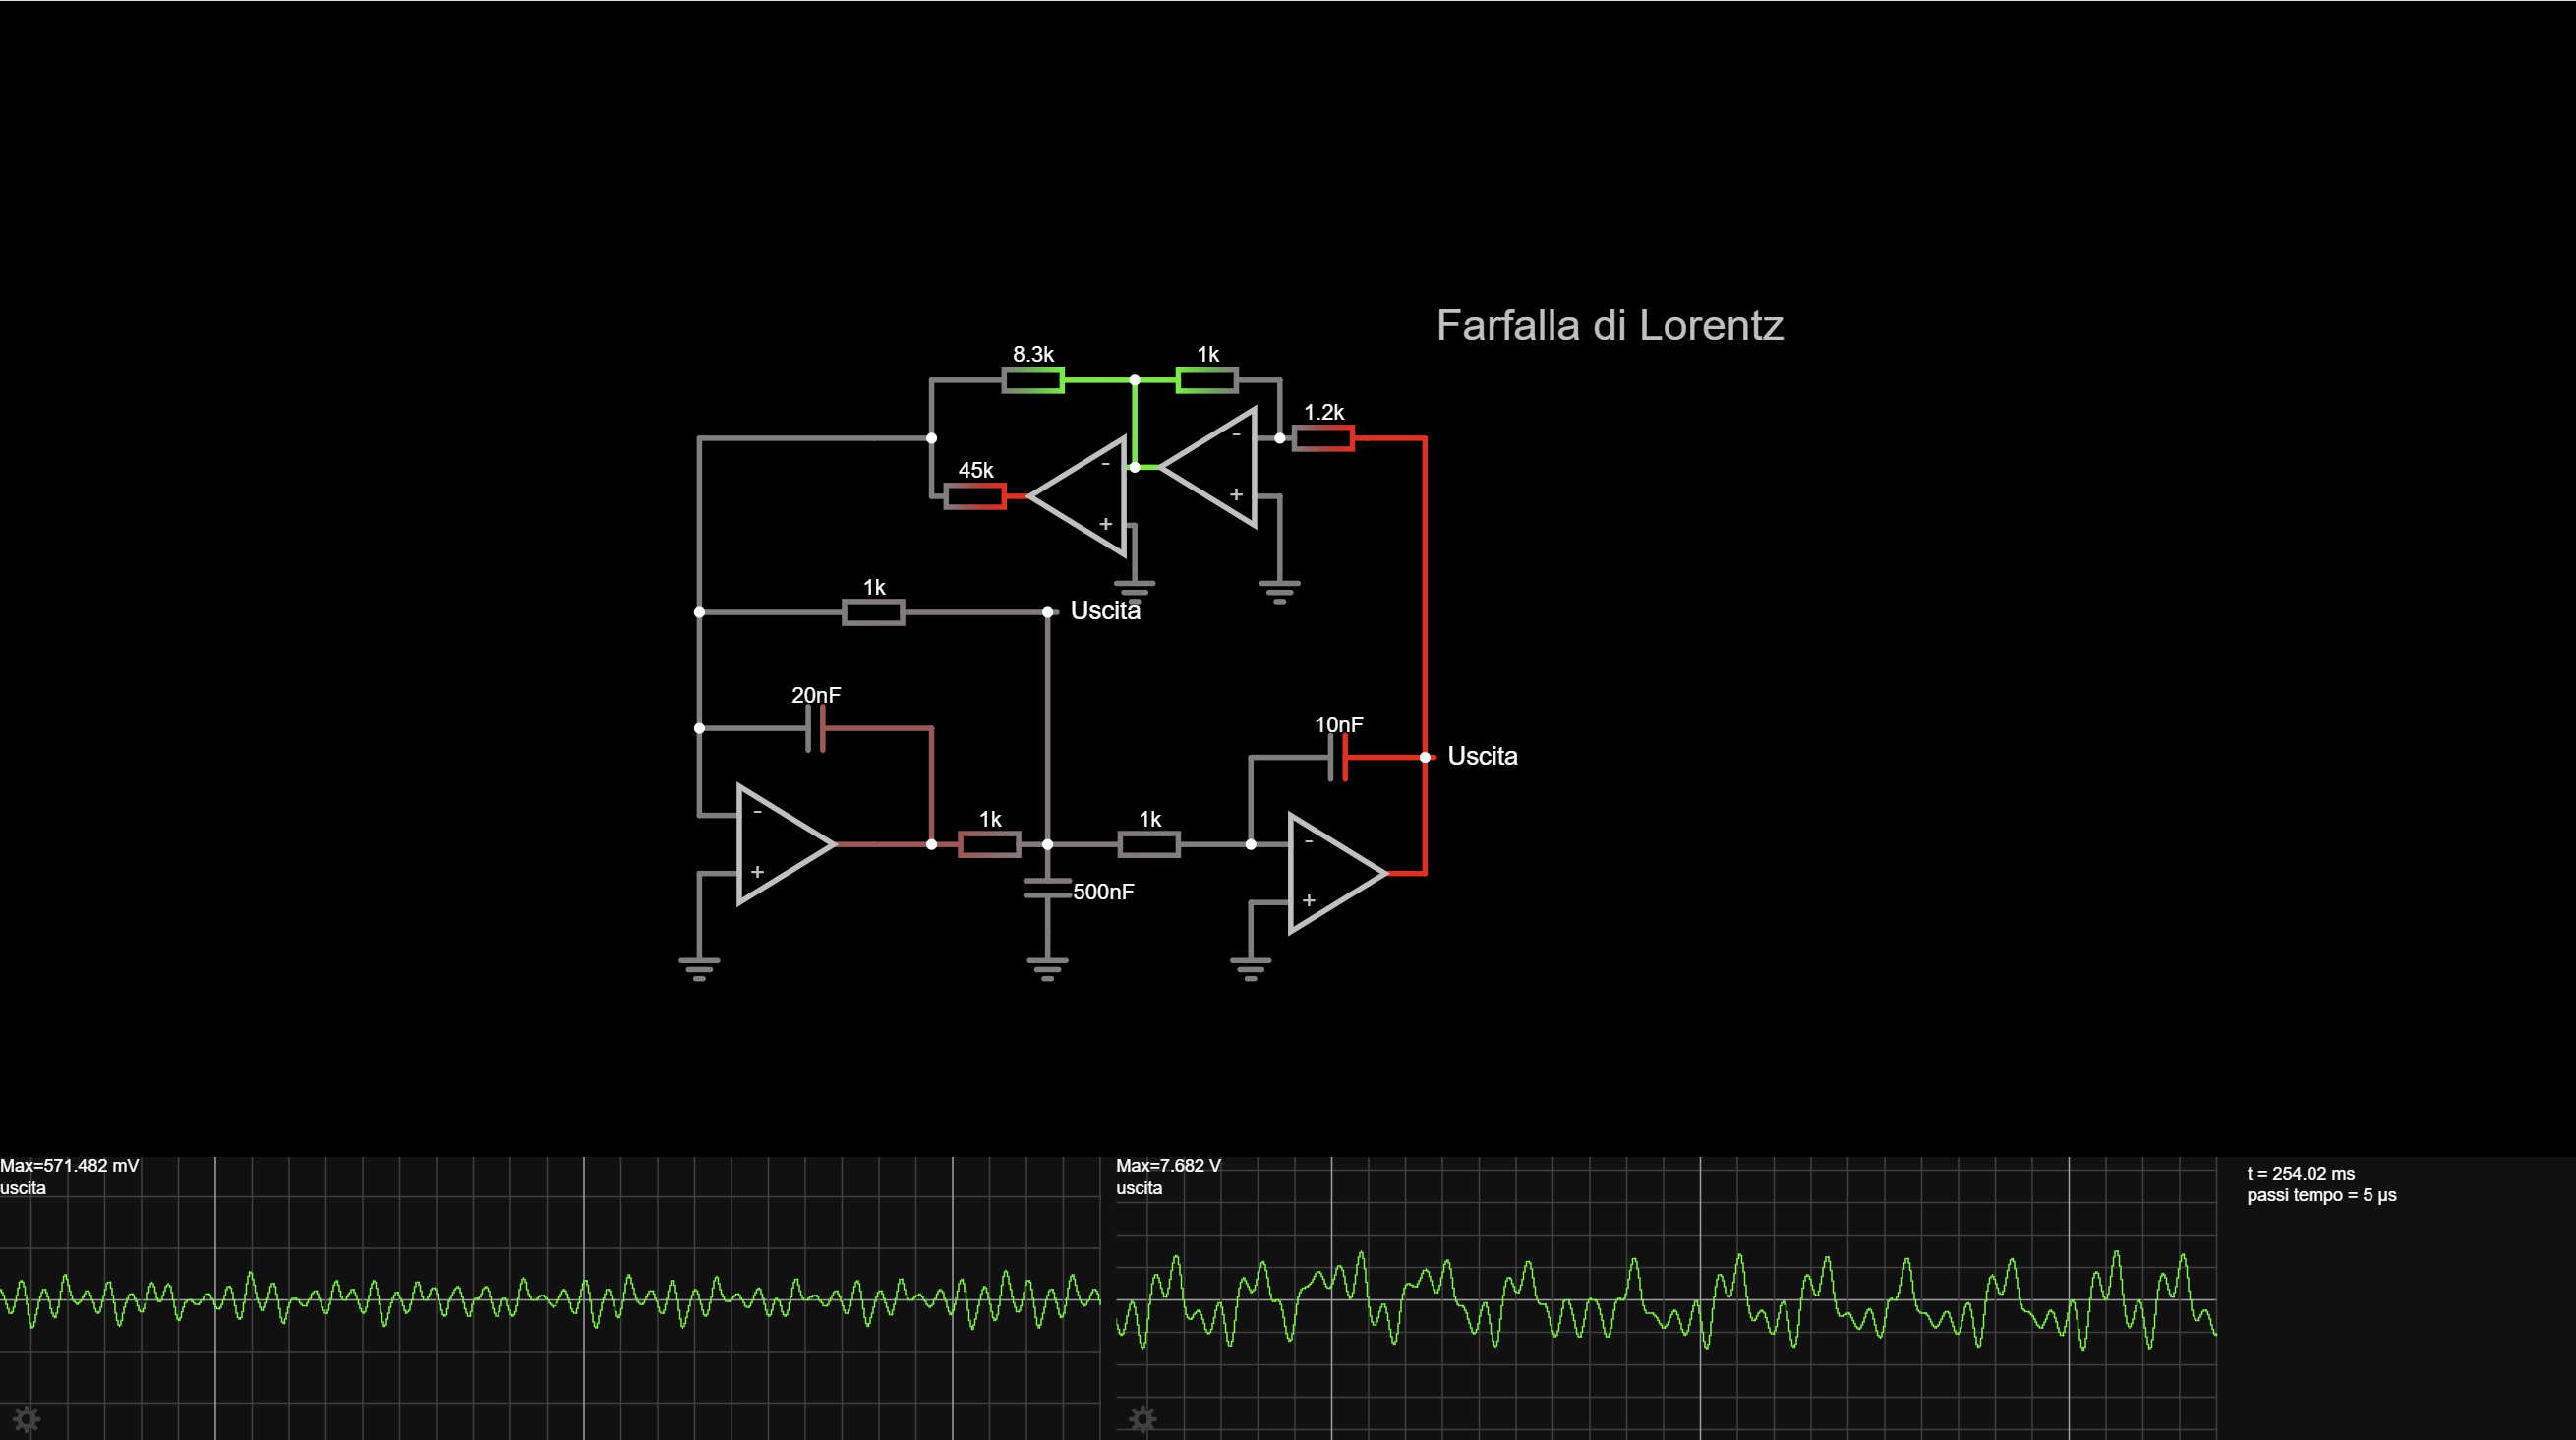 Farfalla di Lorentz
8.3k
1k
1.2k
-
+
45k
-
+
1k
Uscita
20nF
10nF
Uscita
-
+
1k
1k
500nF
-
+
Max=571.482 mV
uscita
Max=7.682 V
uscita
t = 254.02 ms
passi tempo = 5 µs